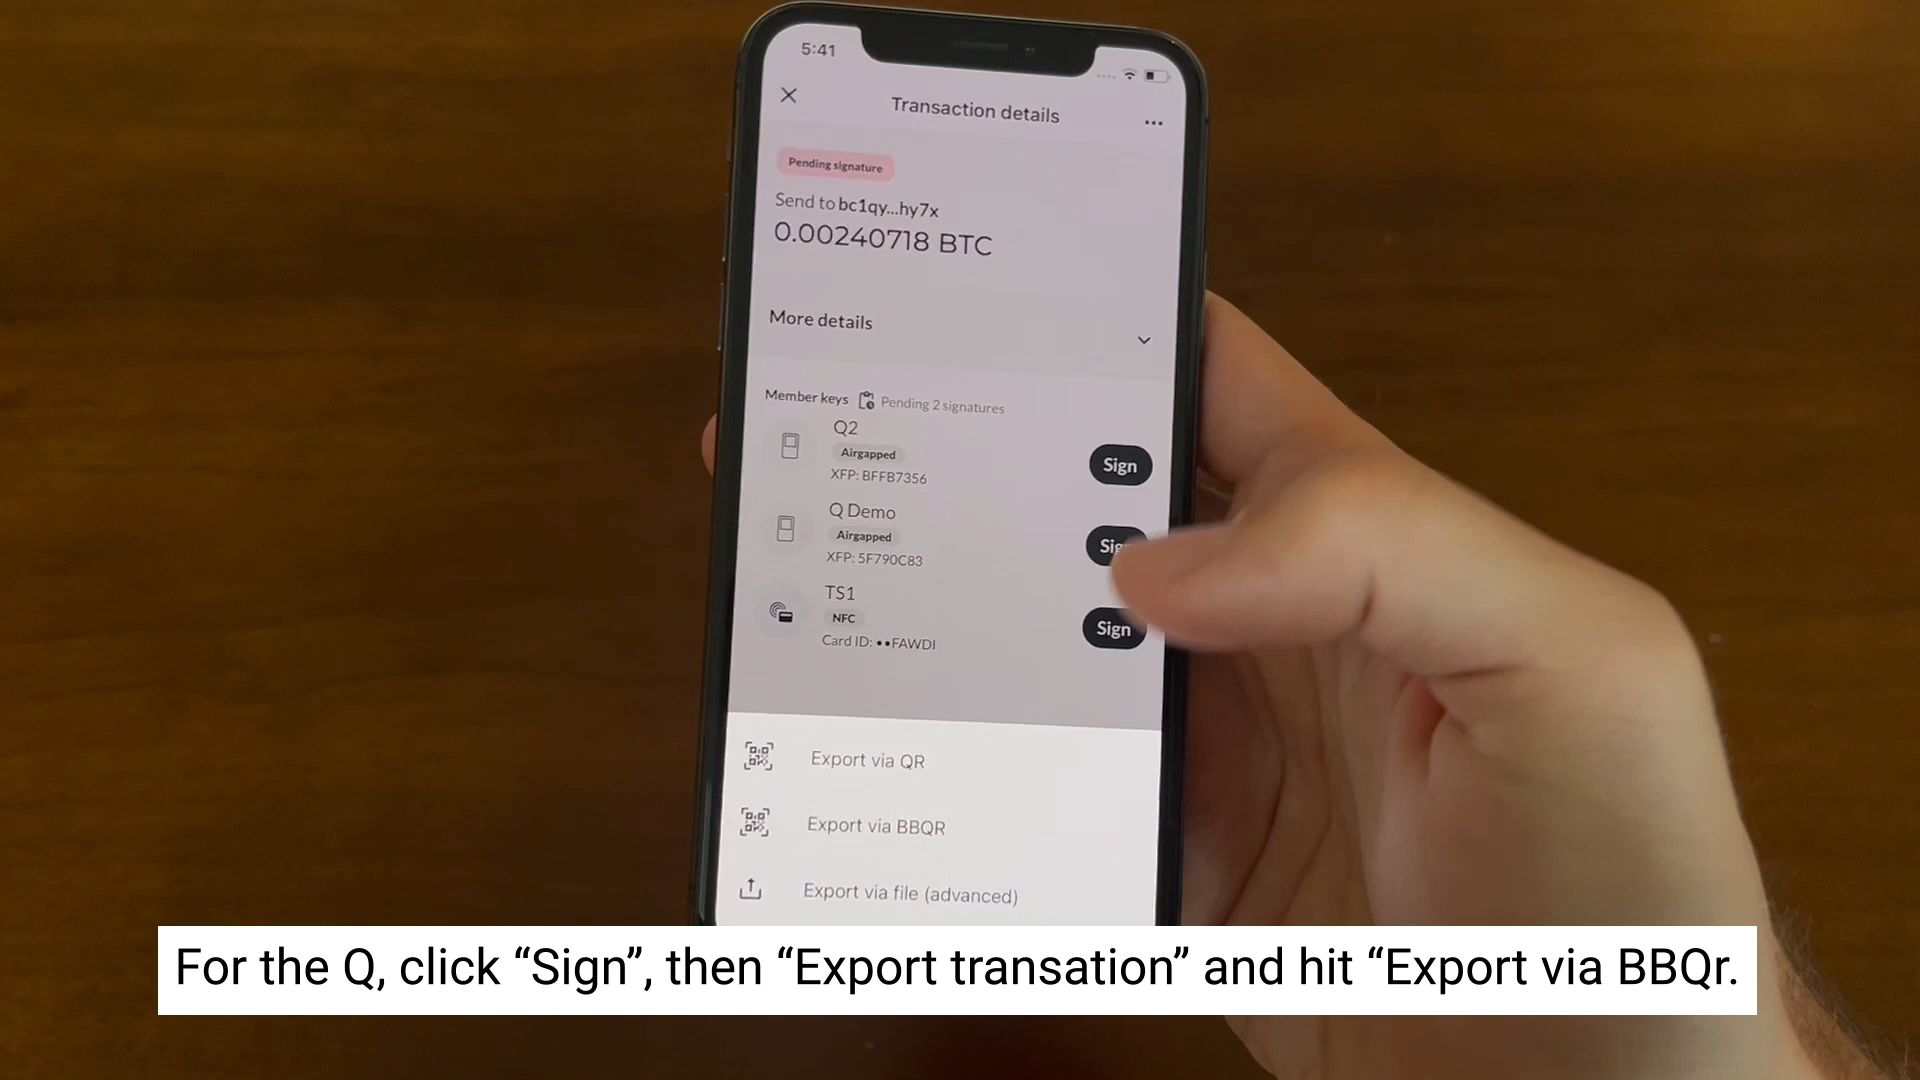 5:41
Transaction details
Pending signature
Send to bc1qy...hy7x
0.00240718 BTC
More details
Member keys Pending 2 signatures
Q2
Airgapped
XFP: BFFB7356
Sign
Q Demo
Airgapped
XFP: 5F790C83
TS1
NFC
Card ID: ••FAWDI
Sign
Export via QR
Export via BBQR
Export via file (advanced)
For the Q, click “Sign”, then “Export transation” and hit “Export via BBQr.